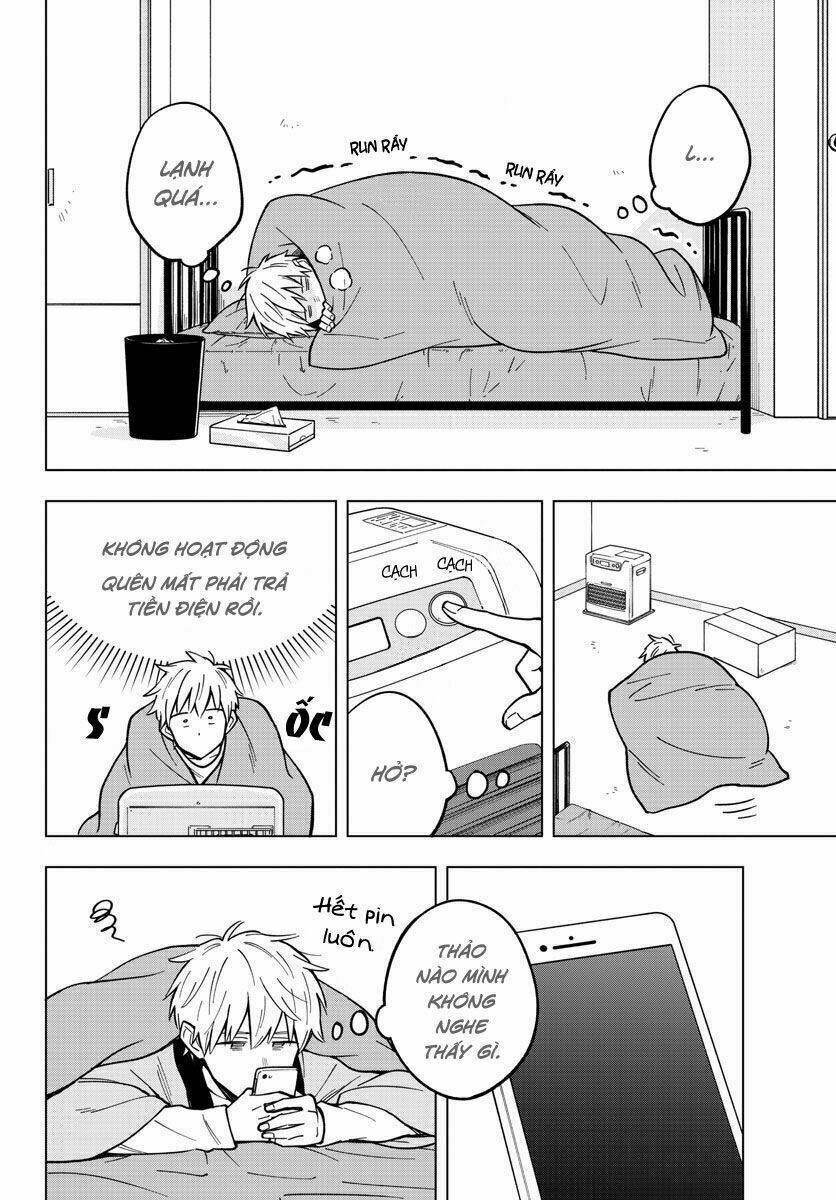 L...
RUN RẨY
RUN RẨY
LẠNH
QUÁ...
CẠCH
CẠCH
HỞ?
KHÔNG HOẠT ĐỘNG
QUÊN MẤT PHẢI TRẢ
TIỀN ĐIỆN RỒI.
S ỐC
THẢO
NÀO MÌNH
KHÔNG
NGHE
THẤY GÌ.
Hết pin
luôn.